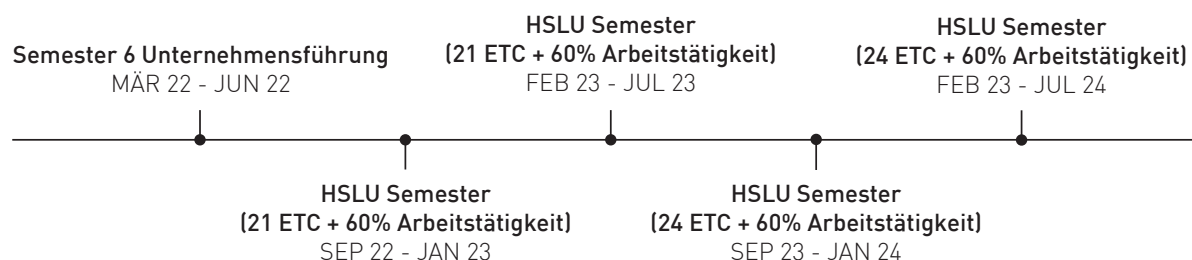 Semester 6 Unternehmensführung
MÄR 22 - JUN 22
HSLU Semester
(21 ETC + 60% Arbeitstätigkeit)
SEP 22 - JAN 23
HSLU Semester
(21 ETC + 60% Arbeitstätigkeit)
FEB 23 - JUL 23
HSLU Semester
(24 ETC + 60% Arbeitstätigkeit)
SEP 23 - JAN 24
HSLU Semester
(24 ETC + 60% Arbeitstätigkeit)
FEB 23 - JUL 24